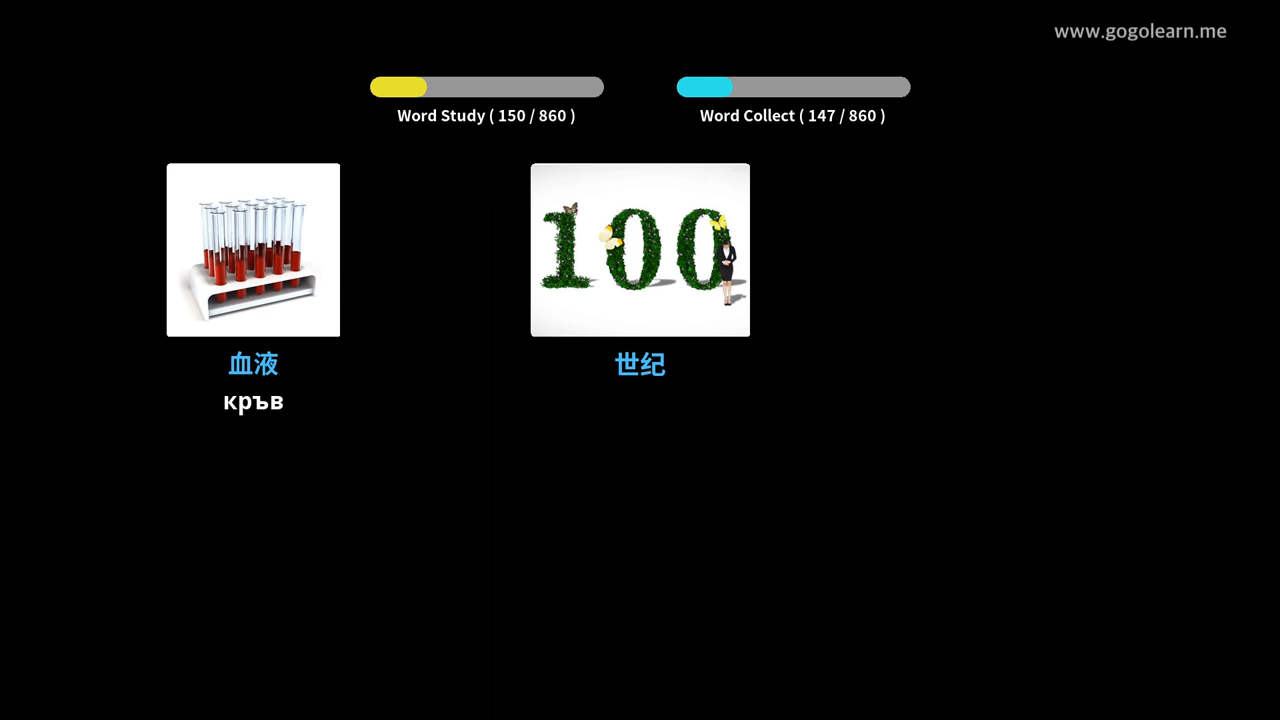 www.gogolearn.me
Word Study ( 150 / 860 )
Word Collect ( 147 / 860 )
100
血液
世纪
кръв